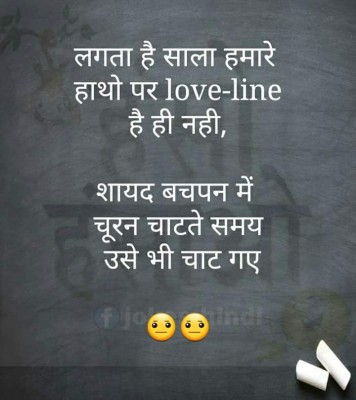 लगता है साला हमारे
हाथो पर love-line
है ही नही,
शायद बचपन में
चूरन चाटते समय
उसे भी चाट गए
😐😐